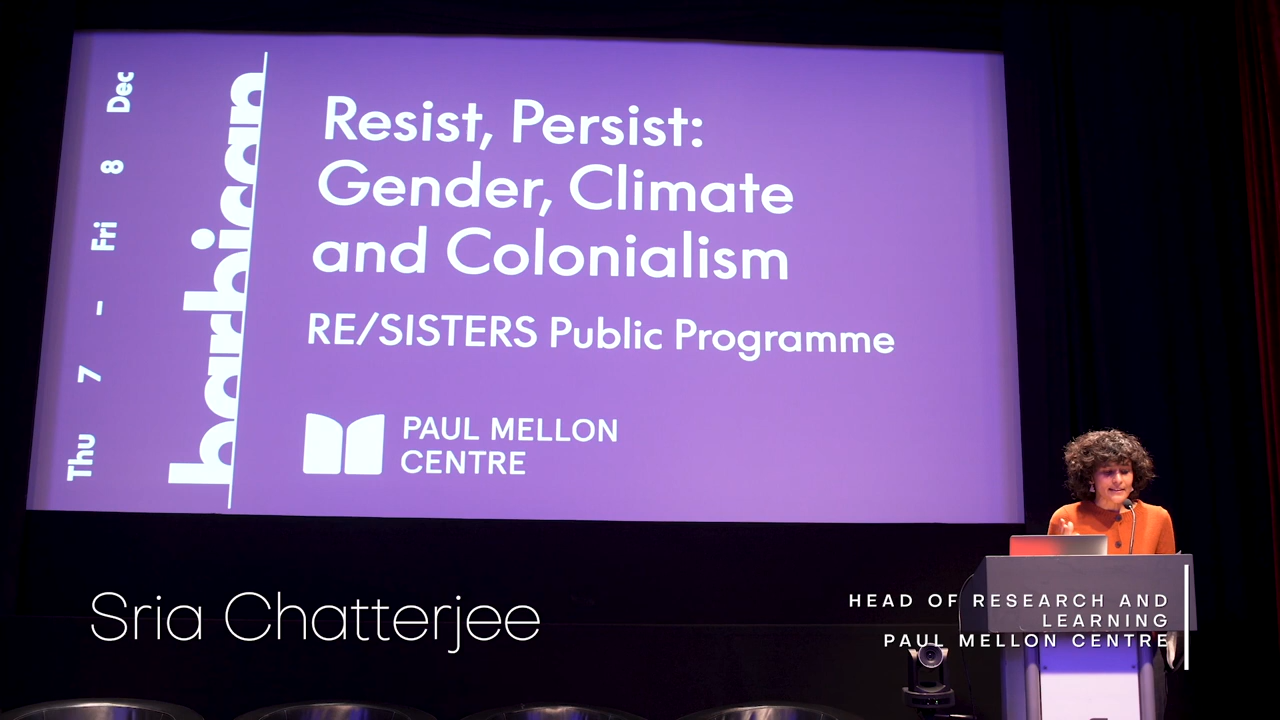 Thu 7 – Fri 8 Dec
barbican
Resist, Persist:
Gender, Climate
and Colonialism
RE/SISTERS Public Programme
PAUL MELLON
CENTRE
Sria Chatterjee
HEAD OF RESEARCH AND
LEARNING
PAUL MELLON CENTRE